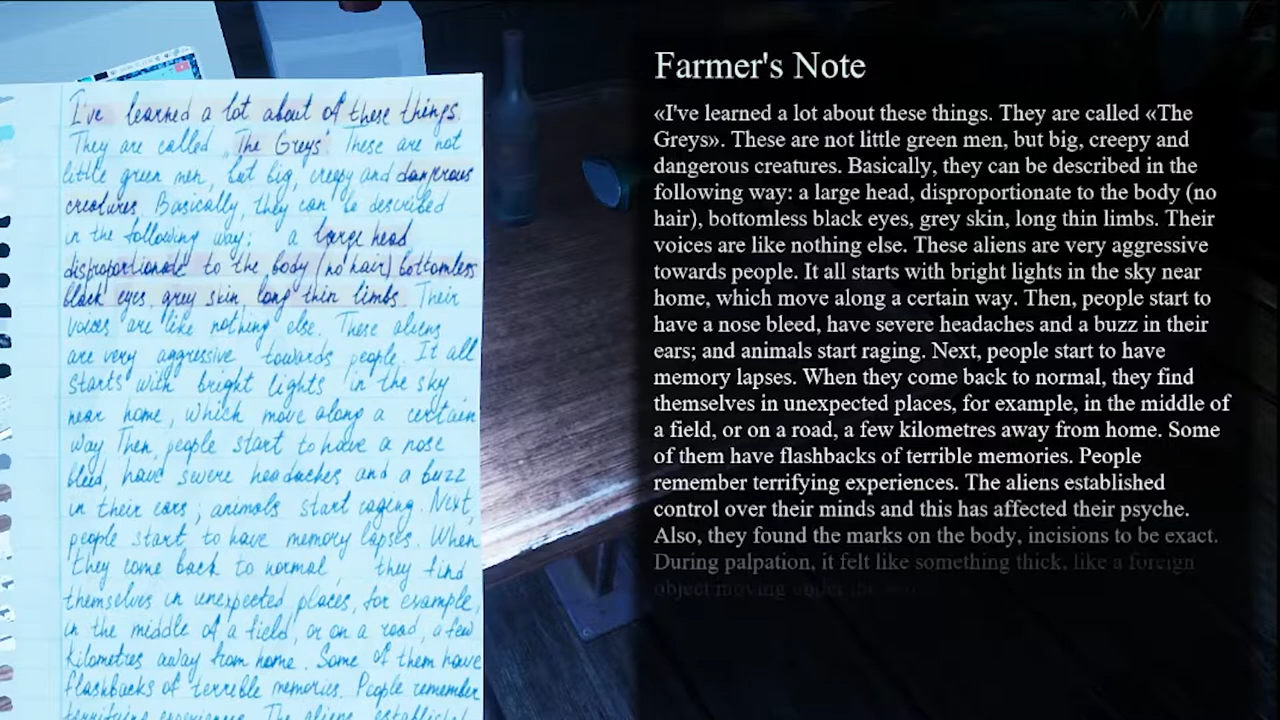 I've learned a lot about of these things.
They are called „The Greys" These are not
little green men, but big, creepy and dangerous
creatures. Basically, they can be described
in the following way: a large head
disproportionate to the body (no hair) bottomless
black eyes, grey skin, long thin limbs. Their
voices are like nothing else. These aliens
are very aggressive towards people. It all
starts with bright lights in the sky
near home, which move along a certain
way Then, people start to have a nose
bleed, have severe headaches and a buzz
in their ears; animals start raging. Next,
people start to have memory lapses. When
they come back to normal, they find
themselves in unexpected places, for example,
in the middle of a field, or on a road, a few
kilometres away from home. Some of them have
flashbacks of terrible memories. People remember
terrifying experiences. The aliens established
Farmer's Note
«I've learned a lot about these things. They are called «The
Greys». These are not little green men, but big, creepy and
dangerous creatures. Basically, they can be described in the
following way: a large head, disproportionate to the body (no
hair), bottomless black eyes, grey skin, long thin limbs. Their
voices are like nothing else. These aliens are very aggressive
towards people. It all starts with bright lights in the sky near
home, which move along a certain way. Then, people start to
have a nose bleed, have severe headaches and a buzz in their
ears; and animals start raging. Next, people start to have
memory lapses. When they come back to normal, they find
themselves in unexpected places, for example, in the middle of
a field, or on a road, a few kilometres away from home. Some
of them have flashbacks of terrible memories. People
remember terrifying experiences. The aliens established
control over their minds and this has affected their psyche.
Also, they found the marks on the body, incisions to be exact.
During palpation, it felt like something thick, like a foreign
object moving under the